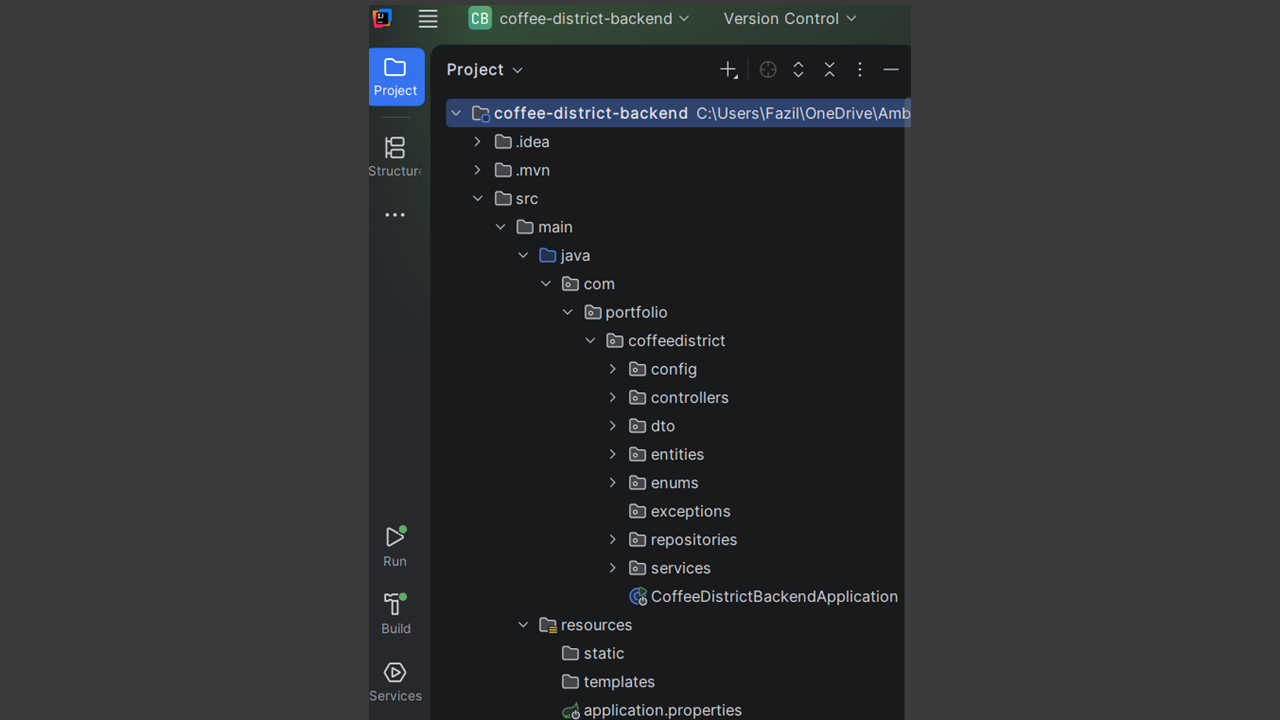 CB coffee-district-backend Version Control
Project
Project
coffee-district-backend C:\Users\Fazil\OneDrive\Amb
.idea
.mvn
Structure
src
main
java
com
portfolio
coffeedistrict
config
controllers
dto
entities
enums
exceptions
repositories
services
CoffeeDistrictBackendApplication
resources
static
templates
application.properties
Run
Build
Services